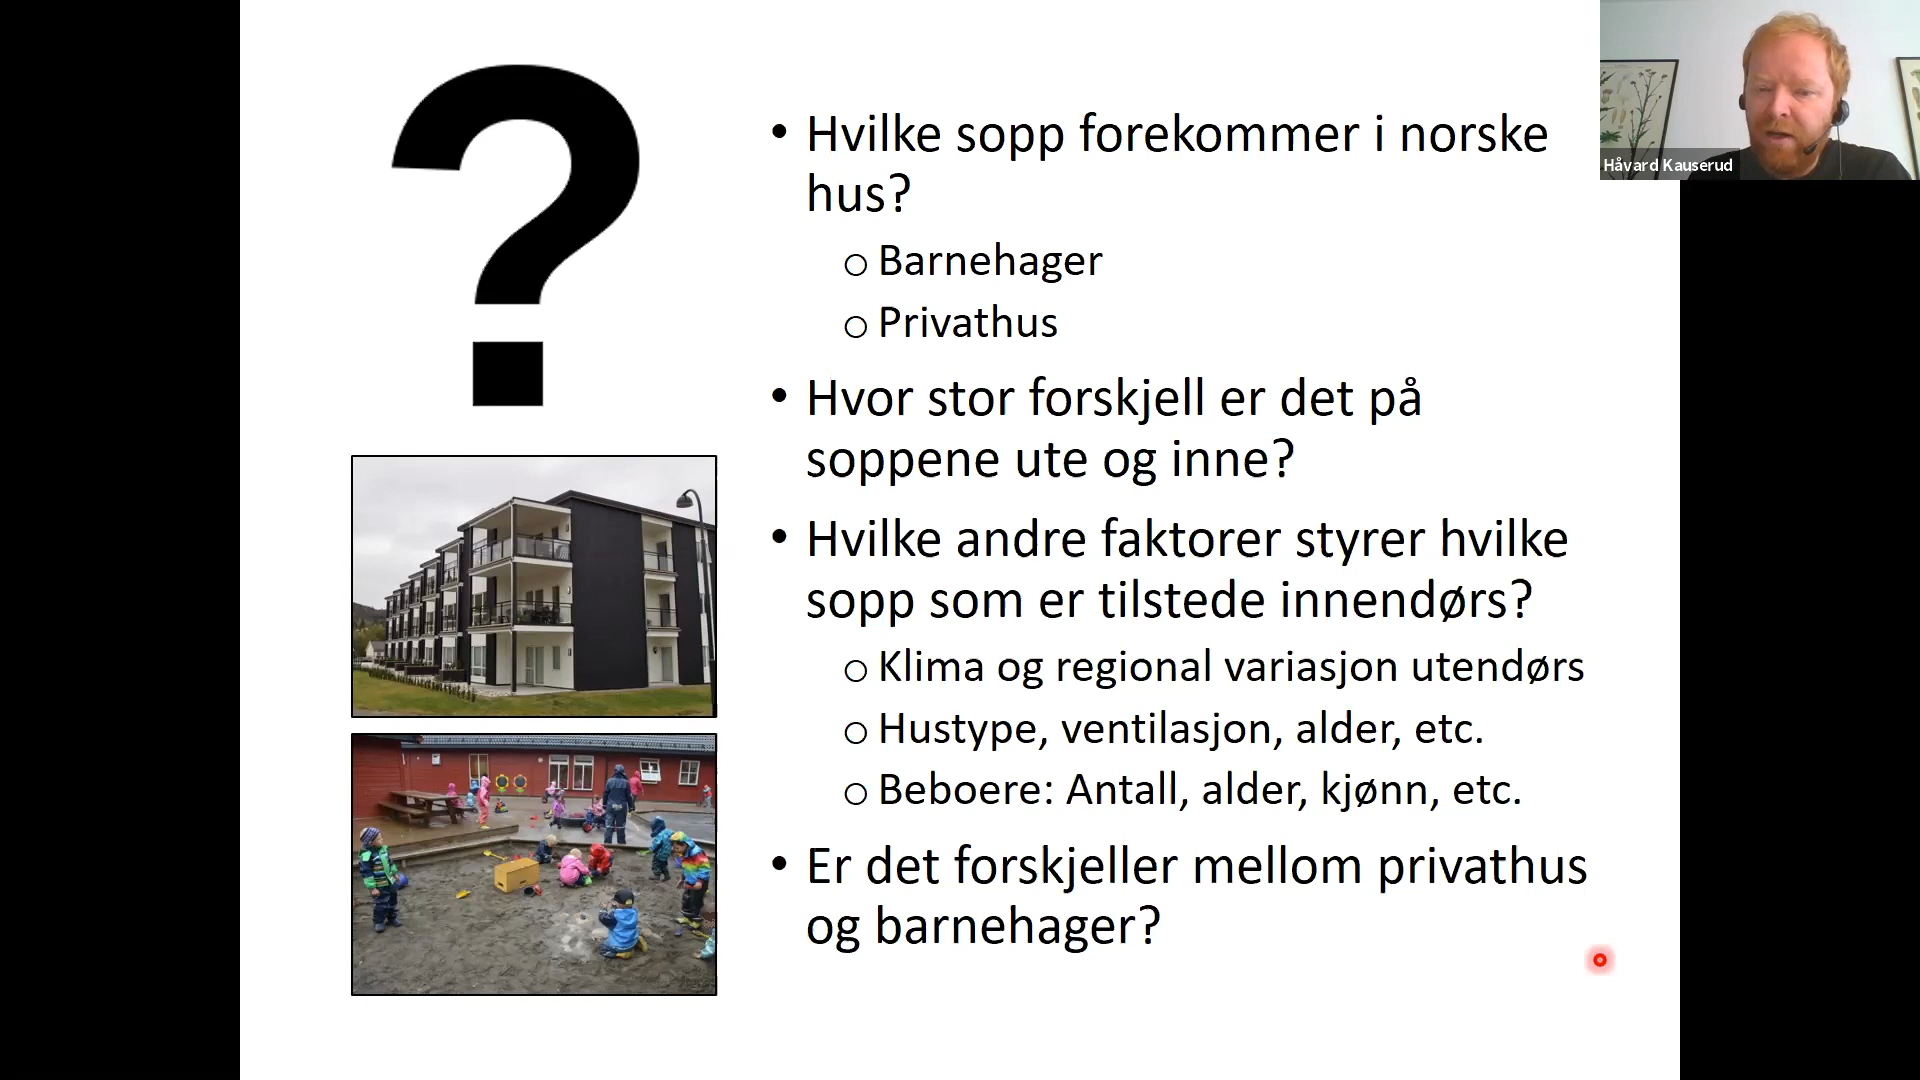 ?
• Hvilke sopp forekommer i norske
hus?
o Barnehager
o Privathus
• Hvor stor forskjell er det på
soppene ute og inne?
• Hvilke andre faktorer styrer hvilke
sopp som er tilstede innendørs?
o Klima og regional variasjon utendørs
o Hustype, ventilasjon, alder, etc.
o Beboere: Antall, alder, kjønn, etc.
• Er det forskjeller mellom privathus
og barnehager?
Håvard Kauserud